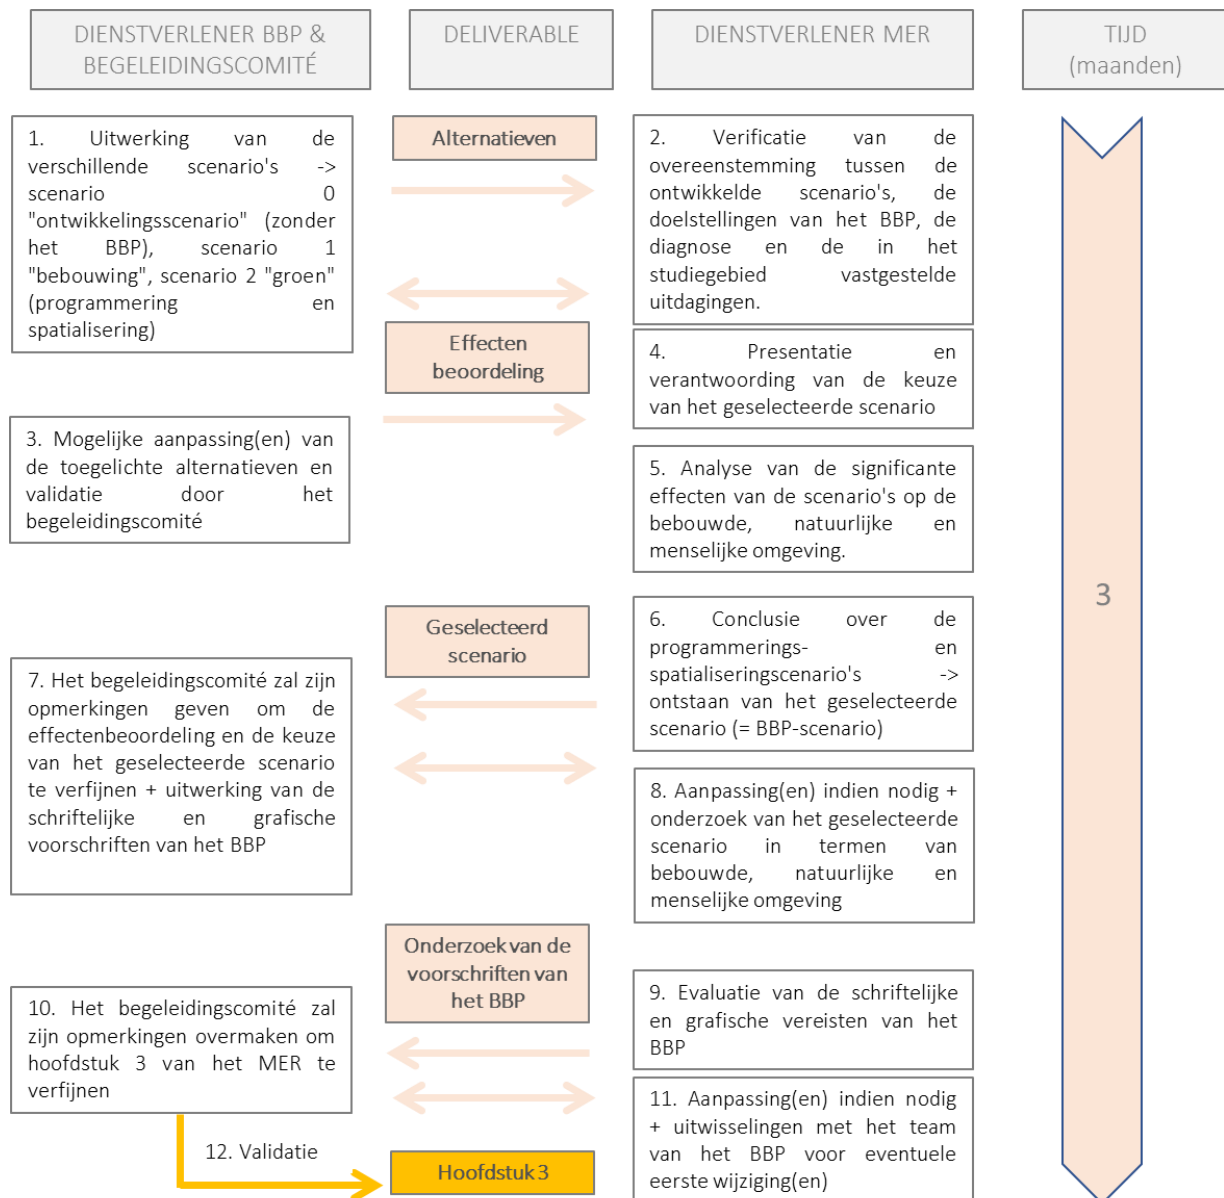 DIENSTVERLENER BBP &
BEGELEIDINGSCOMITÉ
DELIVERABLE
DIENSTVERLENER MER
TIJD
(maanden)
1. Uitwerking van de
verschillende scenario's ->
scenario 0
"ontwikkelingsscenario" (zonder
het BBP), scenario 1
"bebouwing", scenario 2 "groen"
(programmering en
spatialisering)
Alternatieven
2. Verificatie van de
overeenstemming tussen de
ontwikkelde scenario's, de
doelstellingen van het BBP, de
diagnose en de in het
studiegebied vastgestelde
uitdagingen.
Effecten
beoordeling
3. Mogelijke aanpassing(en) van
de toegelichte alternatieven en
validatie door het
begeleidingscomité
4. Presentatie en
verantwoording van de keuze
van het geselecteerde scenario
5. Analyse van de significante
effecten van de scenario's op de
bebouwde, natuurlijke en
menselijke omgeving.
3
Geselecteerd
scenario
6. Conclusie over de
programmerings- en
spatialiseringscenario's ->
ontstaan van het geselecteerde
scenario (= BBP-scenario)
7. Het begeleidingscomité zal zijn
opmerkingen geven om de
effectenbeoordeling en de keuze
van het geselecteerde scenario
te verfijnen + uitwerking van de
schriftelijke en grafische
voorschriften van het BBP
8. Aanpassing(en) indien nodig +
onderzoek van het geselecteerde
scenario in termen van
bebouwde, natuurlijke en
menselijke omgeving
Onderzoek van de
voorschriften van
het BBP
9. Evaluatie van de schriftelijke
en grafische vereisten van het
BBP
10. Het begeleidingscomité zal
zijn opmerkingen overmaken om
hoofdstuk 3 van het MER te
verfijnen
11. Aanpassing(en) indien nodig
+ uitwisselingen met het team
van het BBP voor eventuele
eerste wijziging(en)
12. Validatie
Hoofdstuk 3